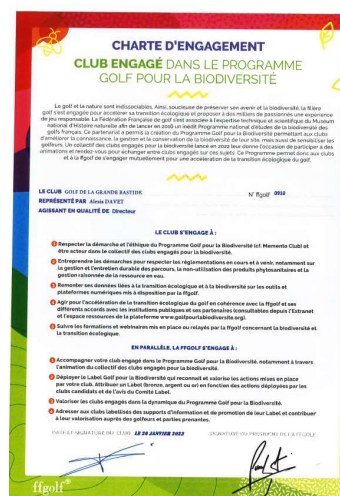 CHARTE D'ENGAGEMENT
CLUB ENGAGÉ DANS LE PROGRAMME
GOLF POUR LA BIODIVERSITÉ
Le golf et la nature sont indissociables. Ainsi, soucieuse de préserver son avenir et la biodiversité, la filière
golf s'est engagée pour accélérer sa transition écologique et proposer à des millions de passionnés une expérience
de jeu responsable. La Fédération Française de golf s'est associée à l'expertise technique et scientifique du Muséum
national d'Histoire naturelle afin de lancer en 2018 un inédit Programme national d'études de la biodiversité des
golfs français. Ce partenariat a permis la création du Programme Golf pour la Biodiversité permettant aux clubs
d'améliorer la connaissance, la gestion et la conservation de la biodiversité de leur site, mais aussi de sensibiliser les
golfeurs. Un collectif des clubs engagés pour la biodiversité lancé en 2022 leur donne l'occasion de participer à des
animations et rendez-vous pour échanger entre clubs engagés sur ces sujets. Ce Programme permet donc aux clubs
et à la ffgolf de s'engager mutuellement pour une accélération de la transition écologique du golf.
LE CLUB GOLF DE LA GRANDE BASTIDE N° ffgolf 0910
REPRÉSENTÉ PAR Alexis DAVET
AGISSANT EN QUALITÉ DE Directeur
LE CLUB S'ENGAGE À :
1 Respecter la démarche et l'éthique du Programme Golf pour la Biodiversité (cf. Memento Club) et
être acteur dans le collectif des clubs engagés pour la biodiversité.
2 Entreprendre les démarches pour respecter les réglementations en cours et à venir, notamment sur
la gestion et l'entretien durable des parcours, la non-utilisation des produits phytosanitaires et la
gestion raisonnée de la ressource en eau.
3 Remonter ses données liées à la transition écologique et à la biodiversité sur les outils et
plateformes numériques mis à disposition par la ffgolf.
4 Agir pour l'accélération de la transition écologique du golf en cohérence avec la ffgolf et ses
différents accords avec les institutions publiques et ses partenaires (consultables depuis l'Extranet
et l'espace ressources de la plateforme www.golfpourlabiodiversite.org).
5 Suivre les formations et webinaires mis en place ou relayés par la ffgolf concernant la biodiversité et
la transition écologique.
EN PARALLÈLE, LA FFGOLF S'ENGAGE À :
1 Accompagner votre club engagé dans le Programme Golf pour la Biodiversité, notamment à travers
l'animation du collectif des clubs engagés pour la biodiversité.
2 Déployer le Label Golf pour la Biodiversité qui reconnaît et valorise les actions mises en place
par votre club. Attribuer un Label (bronze, argent ou or) en fonction des actions déployées par les
clubs candidats et de l'avis du Comité Label.
3 Valoriser les clubs engagés dans la dynamique du Programme Golf pour la Biodiversité.
4 Adresser aux clubs labellisés des supports d'information et de promotion de leur Label et contribuer
à leur valorisation auprès des golfeurs et parties prenantes.
DATE ET SIGNATURE DU CLUB LE 20 JANVIER 2023 SIGNATURE DU PRÉSIDENT DE LA FFGOLF
ffgolf